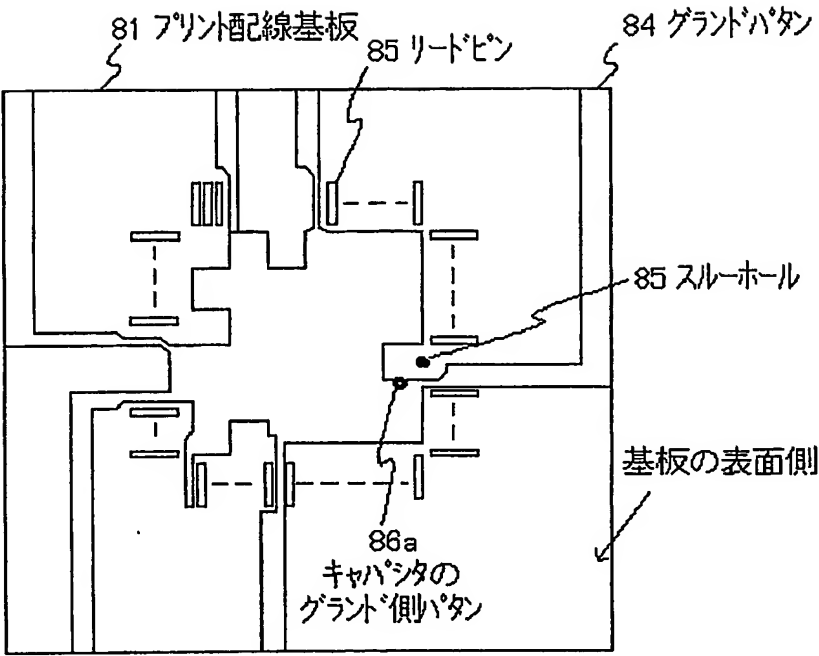 81 プリント配線基板
85 リードピン
84 グランドパタン
85 スルーホール
基板の表面側
86a
キャパシタの
グランド側パタン